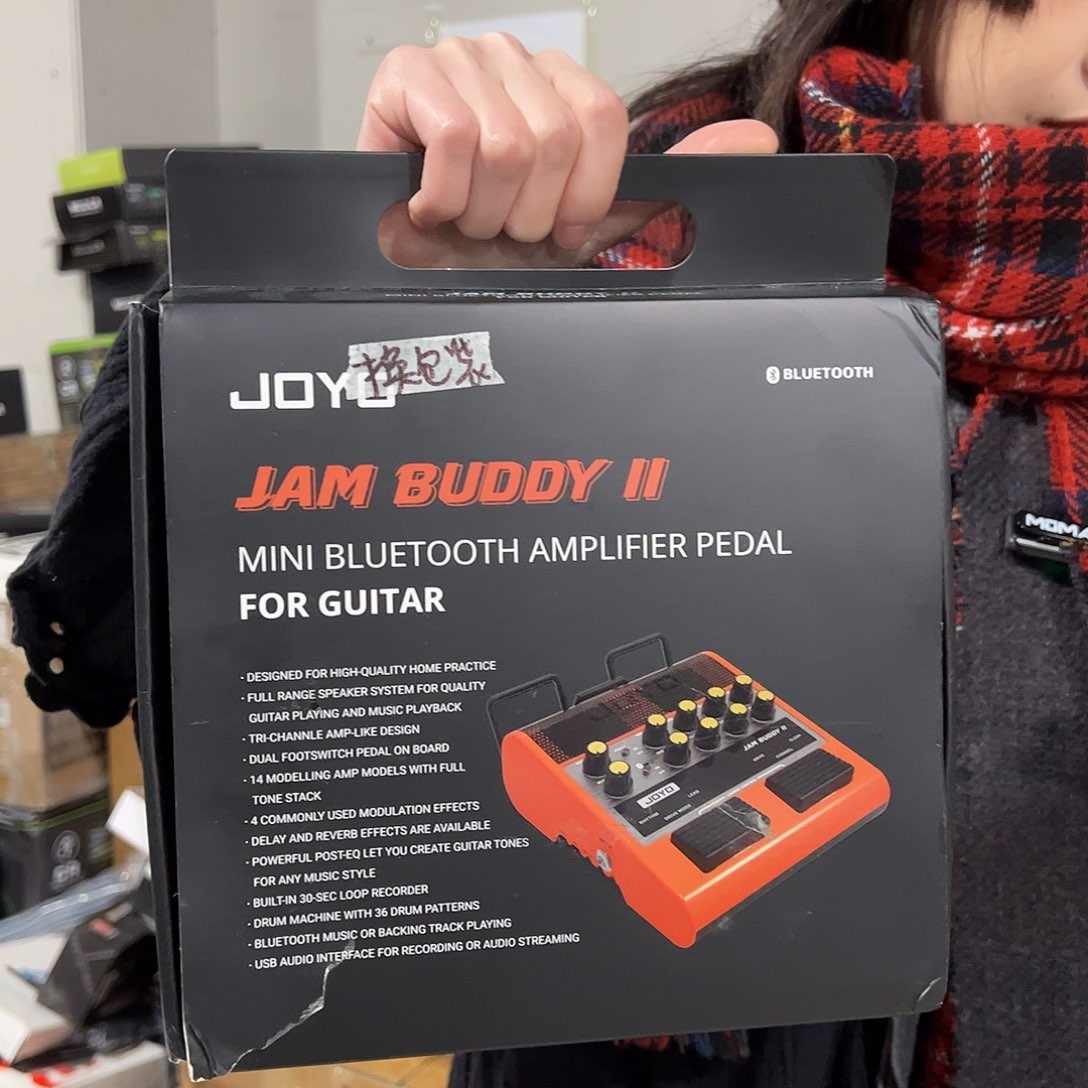 JOYO
换包装
BLUETOOTH
JAM BUDDY II
MINI BLUETOOTH AMPLIFIER PEDAL
FOR GUITAR
· DESIGNED FOR HIGH-QUALITY HOME PRACTICE
· FULL RANGE SPEAKER SYSTEM FOR QUALITY
GUITAR PLAYING AND MUSIC PLAYBACK
· TRI-CHANNLE AMP-LIKE DESIGN
· DUAL FOOTSWITCH PEDAL ON BOARD
· 14 MODELLING AMP MODELS WITH FULL
TONE STACK
· 4 COMMONLY USED MODULATION EFFECTS
· DELAY AND REVERB EFFECTS ARE AVAILABLE
· POWERFUL POST-EQ LET YOU CREATE GUITAR TONES
FOR ANY MUSIC STYLE
· BUILT-IN 30-SEC LOOP RECORDER
· DRUM MACHINE WITH 36 DRUM PATTERNS
· BLUETOOTH MUSIC OR BACKING TRACK PLAYING
· USB AUDIO INTERFACE FOR RECORDING OR AUDIO STREAMING
JAM BUDDY II
JOYO
RHYTHM
LEAD